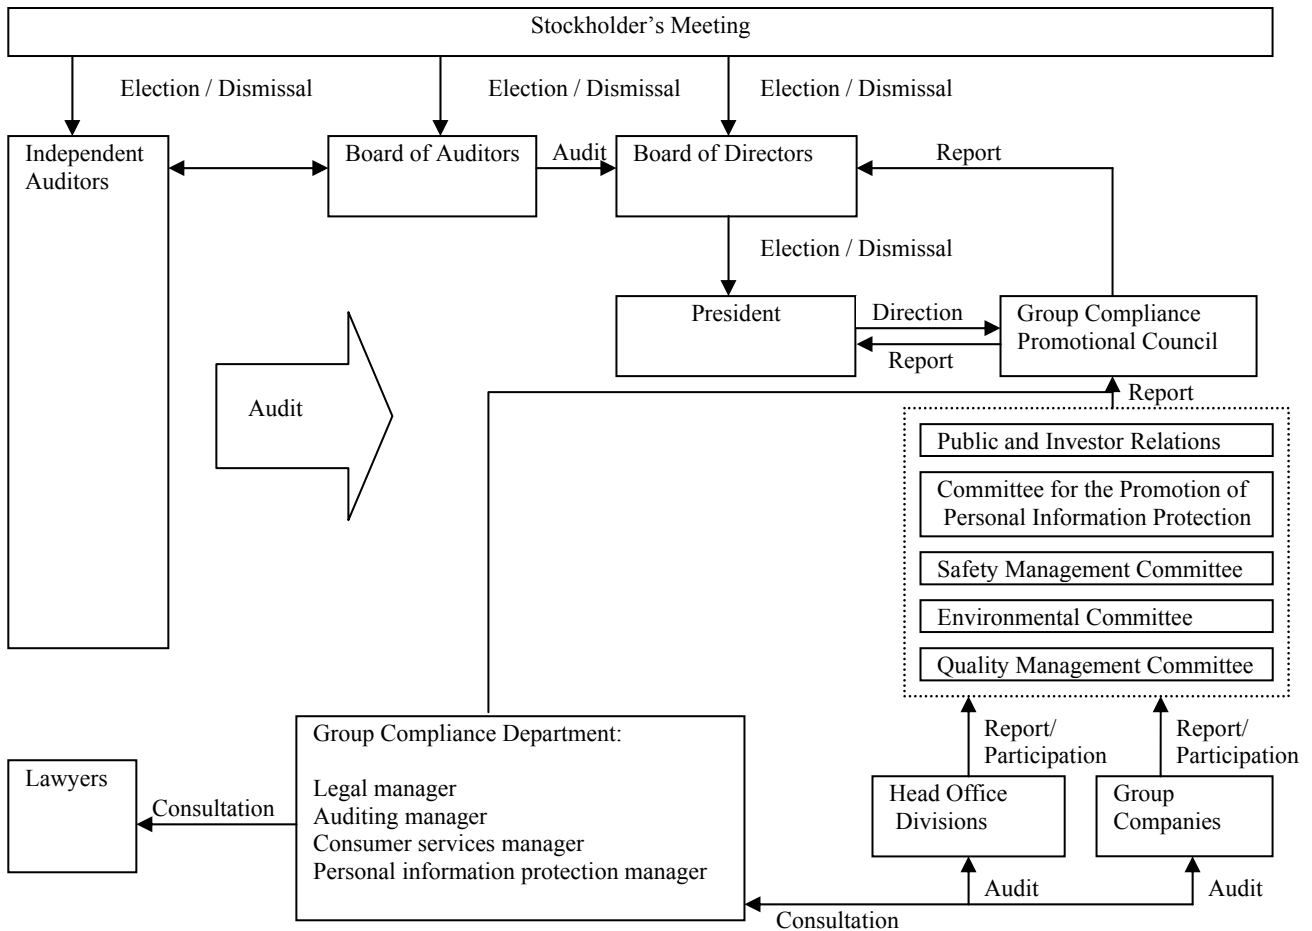 Stockholder’s Meeting
Election / Dismissal
Election / Dismissal
Election / Dismissal
Independent
Auditors
Board of Auditors
Audit
Board of Directors
Report
Election / Dismissal
President
Direction
Report
Group Compliance
Promotional Council
Audit
Report
Public and Investor Relations
Committee for the Promotion of
Personal Information Protection
Safety Management Committee
Environmental Committee
Quality Management Committee
Report/
Participation
Report/
Participation
Group Compliance Department:
Legal manager
Auditing manager
Consumer services manager
Personal information protection manager
Lawyers
Consultation
Head Office
Divisions
Group
Companies
Audit
Audit
Consultation